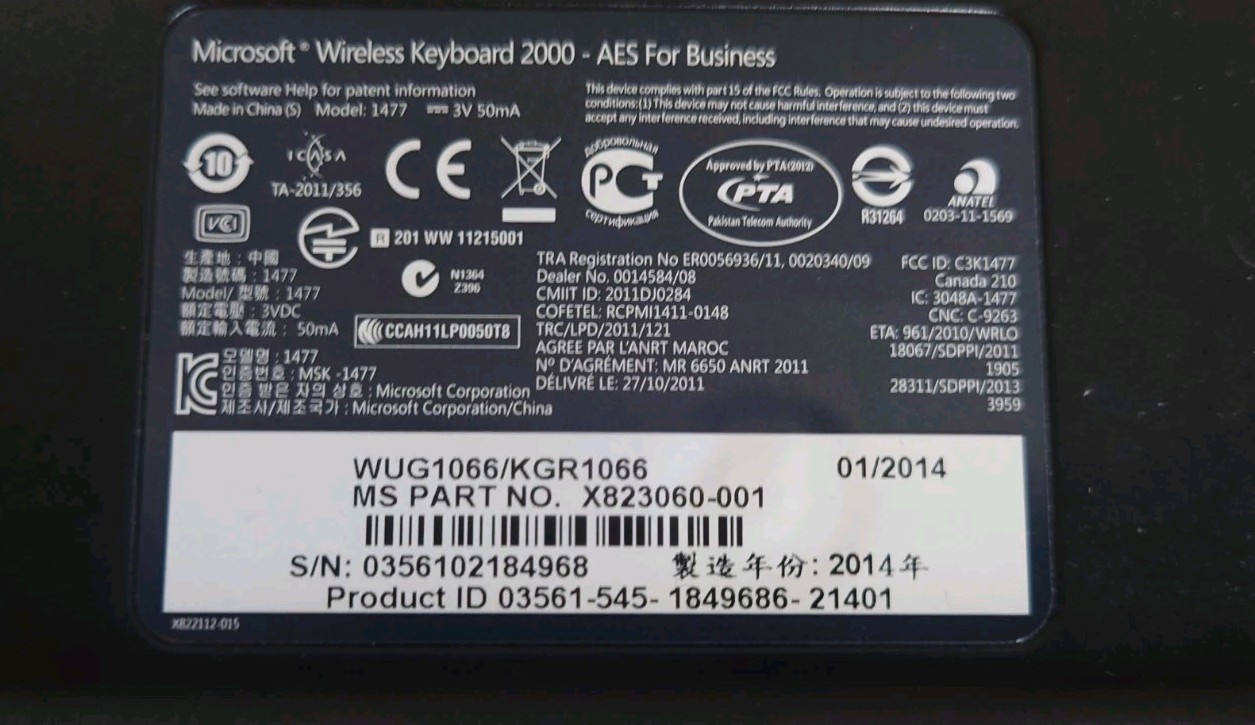 Microsoft® Wireless Keyboard 2000 - AES For Business
See software Help for patent information
Made in China (S) Model: 1477 3V 50mA
This device complies with part 15 of the FCC Rules. Operation is subject to the following two
conditions:(1) This device may not cause harmful interference, and (2) this device must
accept any interference received, including interference that may cause undesired operation.
10
ICASA
TA-2011/356
CE
добровольная
РСТ
сертификация
Approved by PTA(2012)
PTA
Pakistan Telecom Authority
R31264
ANATEL
0203-11-1569
VCI
R 201 WW 11215001
N1364
Z396
生產地 : 中國
製造號碼 : 1477
Model/ 型號 : 1477
額定電壓 : 3VDC
額定輸入電流 : 50mA
CCAH11LP0050T8
모델명 : 1477
인증번호 : MSK -1477
인증 받은 자의 상호 : Microsoft Corporation
제조사/제조국가 : Microsoft Corporation/China
TRA Registration No ER0056936/11, 0020340/09
Dealer No. 0014584/08
CMIIT ID: 2011DJ0284
COFETEL: RCPMI1411-0148
TRC/LPD/2011/121
AGREE PAR L'ANRT MAROC
Nº D'AGRÉMENT: MR 6650 ANRT 2011
DÉLIVRÉ LE: 27/10/2011
FCC ID: C3K1477
Canada 210
IC: 3048A-1477
CNC: C-9263
ETA: 961/2010/WRLO
18067/SDPPI/2011
1905
28311/SDPPI/2013
3959
WUG1066/KGR1066 01/2014
MS PART NO. X823060-001
S/N: 0356102184968 製造年份: 2014年
Product ID 03561-545- 1849686- 21401
X822112-015